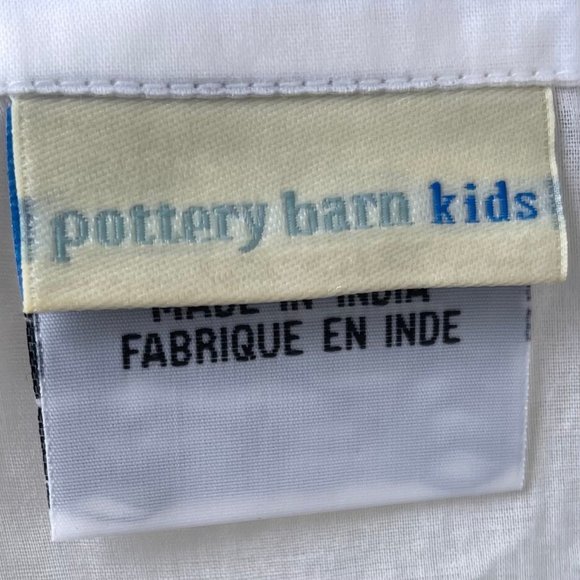 pottery barn kids
MADE IN INDIA
FABRIQUE EN INDE